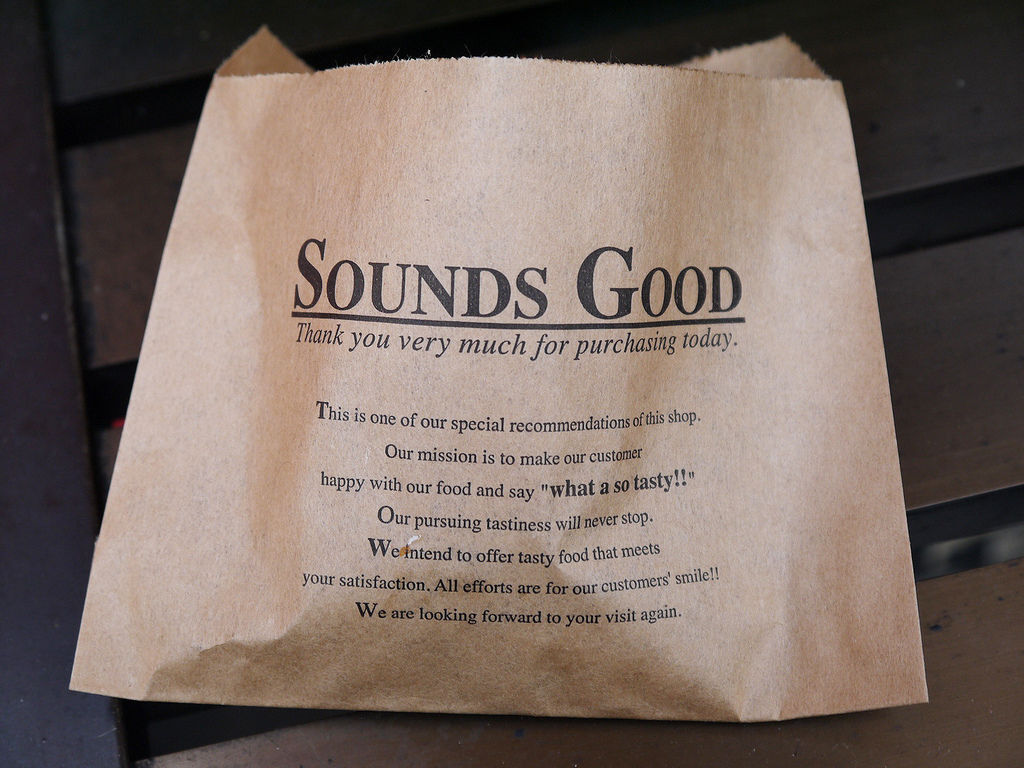 SOUNDS GOOD
Thank you very much for purchasing today.
This is one of our special recommendations of this shop.
Our mission is to make our customer
happy with our food and say "what a so tasty!!"
Our pursuing tastiness will never stop.
We intend to offer tasty food that meets
your satisfaction. All efforts are for our customers' smile!!
We are looking forward to your visit again.